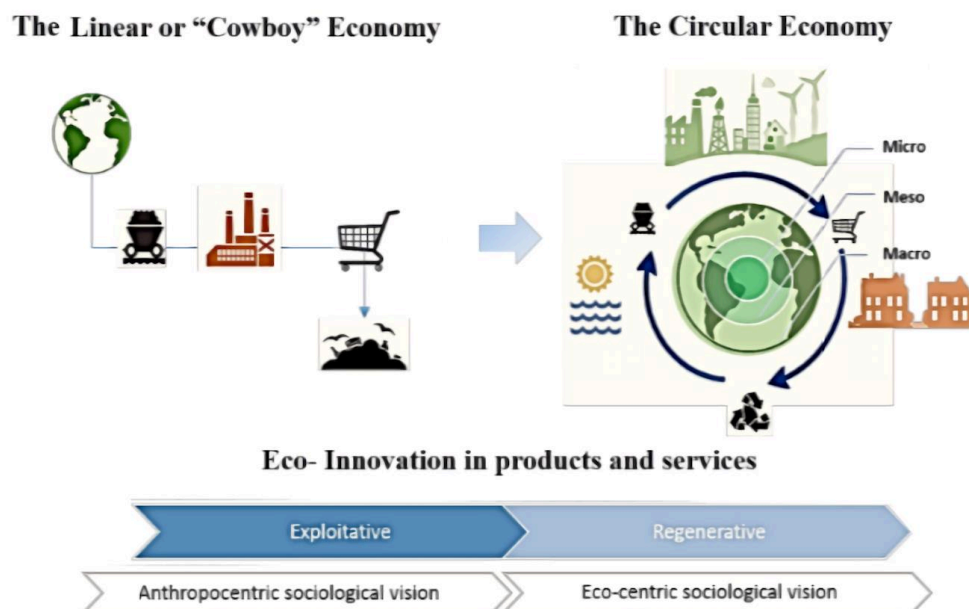 The Linear or “Cowboy” Economy
The Circular Economy
Micro
Meso
Macro
Eco- Innovation in products and services
Exploitative
Regenerative
Anthropocentric sociological vision
Eco-centric sociological vision